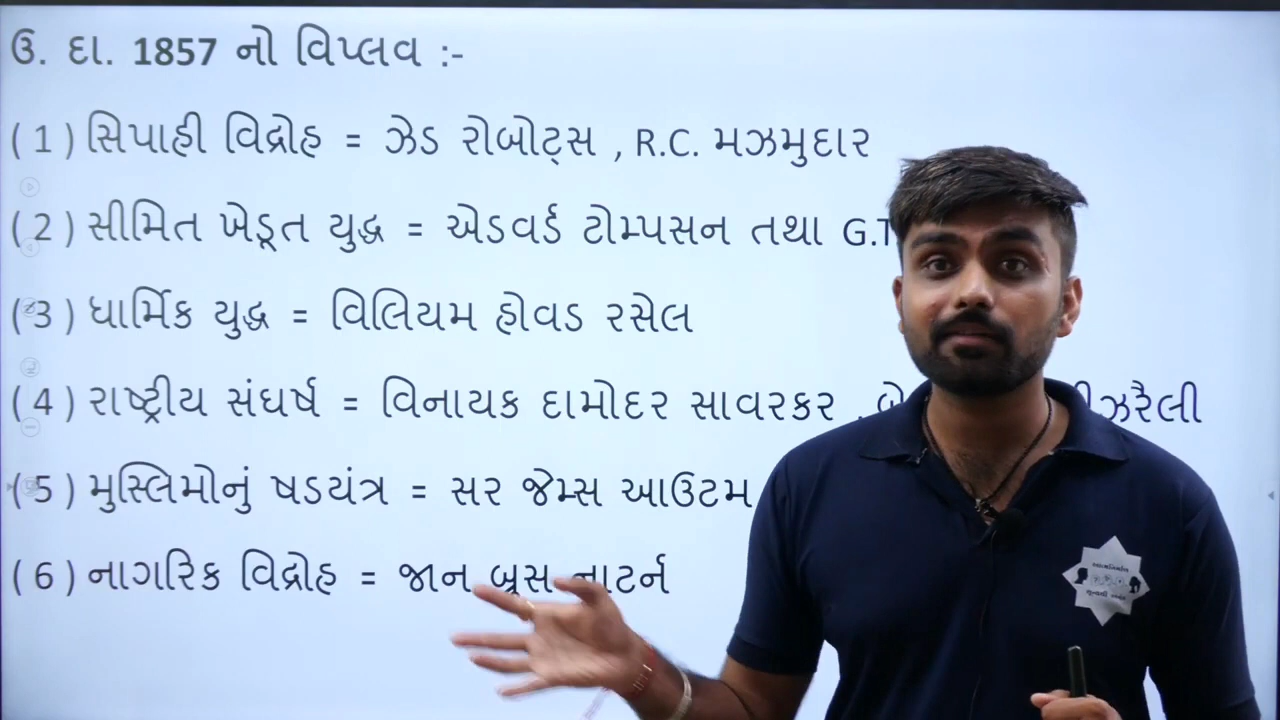 ઉ. દા. 1857 નો વિપ્લવ :-
( 1 ) સિપાહી વિદ્રોહ = ઝેડ રોબોટ્સ , R.C. મઝમુદાર
( 2 ) સીમિત ખેડૂત યુદ્ધ = એડવર્ડ ટોમ્પસન તથા G.T
( 3 ) ધાર્મિક યુદ્ધ = વિલિયમ હોવડ રસેલ
( 4 ) રાષ્ટ્રીય સંઘર્ષ = વિનાયક દામોદર સાવરકર ,
( 5 ) મુસ્લિમોનું ષડયંત્ર = સર જેમ્સ આઉટમ
( 6 ) નાગરિક વિદ્રોહ = જાન બ્રુસ નાટર્ન